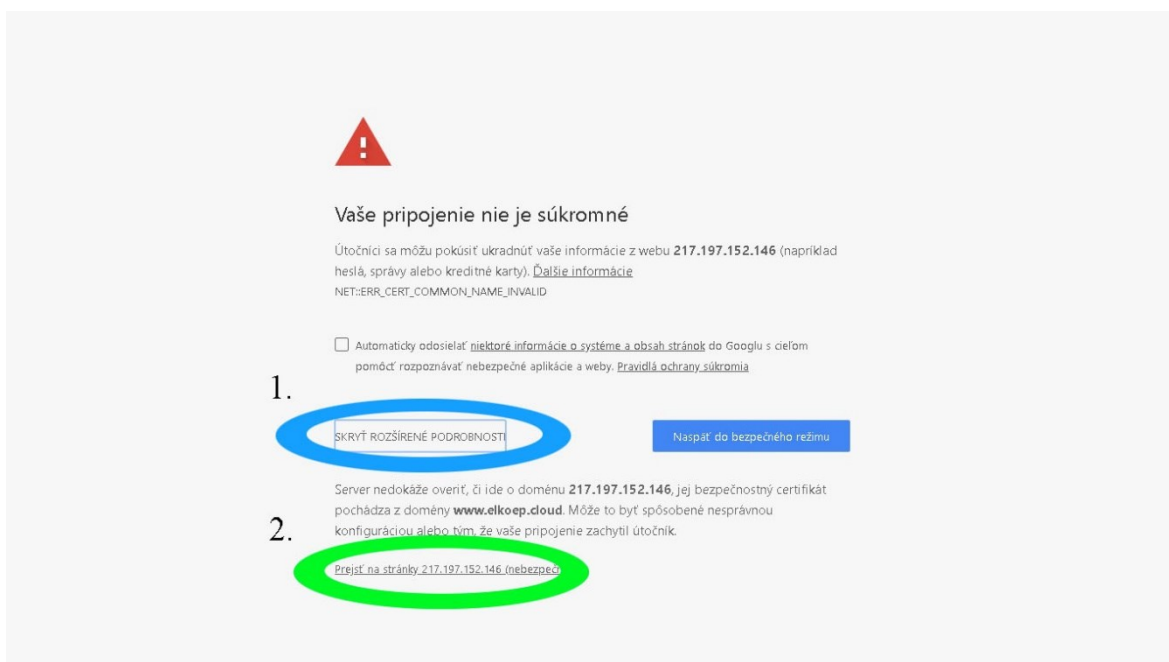 Vaše pripojenie nie je súkromné
Útočníci sa môžu pokúsiť ukradnúť vaše informácie z webu 217.197.152.146 (napríklad
heslá, správy alebo kreditné karty). Ďalšie informácie
NET::ERR_CERT_COMMON_NAME_INVALID
Automaticky odosielať niektoré informácie o systéme a obsah stránok do Googlu s cieľom
pomôcť rozpoznávať nebezpečné aplikácie a weby. Pravidlá ochrany súkromia
1.
SKRYŤ ROZŠÍRENÉ PODROBNOSTI
Naspäť do bezpečného režimu
Server nedokáže overiť, či ide o doménu 217.197.152.146, jej bezpečnostný certifikát
pochádza z domény www.elkoep.cloud. Môže to byť spôsobené nesprávnou
2.
konfiguráciou alebo tým, že vaše pripojenie zachytil útočník.
Prejsť na stránky 217.197.152.146